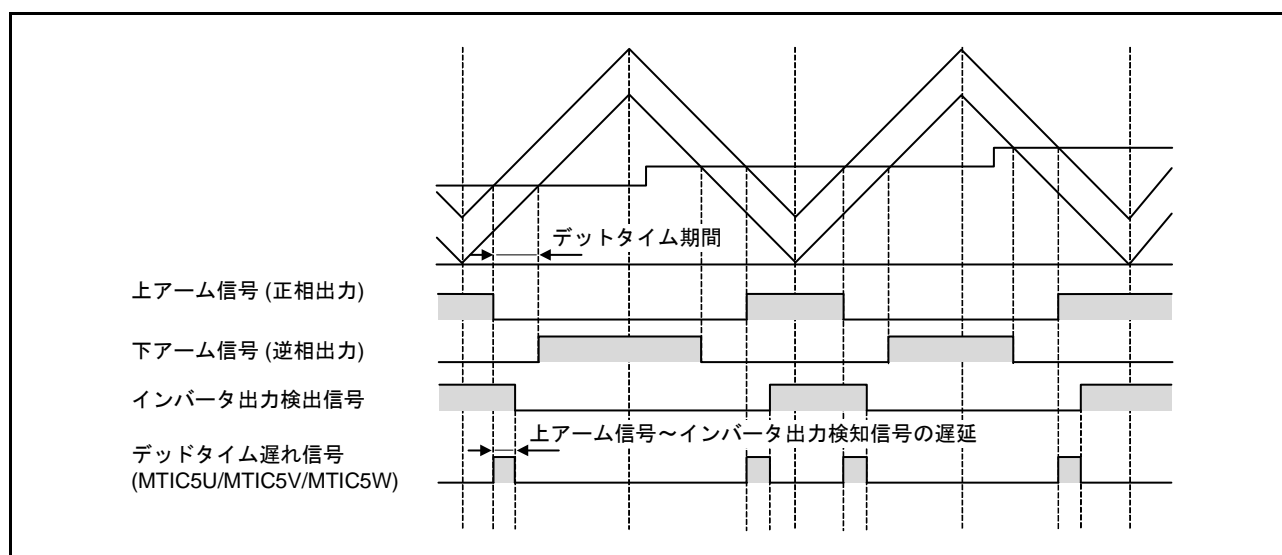 デットタイム期間
上アーム信号 (正相出力)
下アーム信号 (逆相出力)
インバータ出力検出信号
上アーム信号～インバータ出力検知信号の遅延
デッドタイム遅れ信号
(MTIC5U/MTIC5V/MTIC5W)